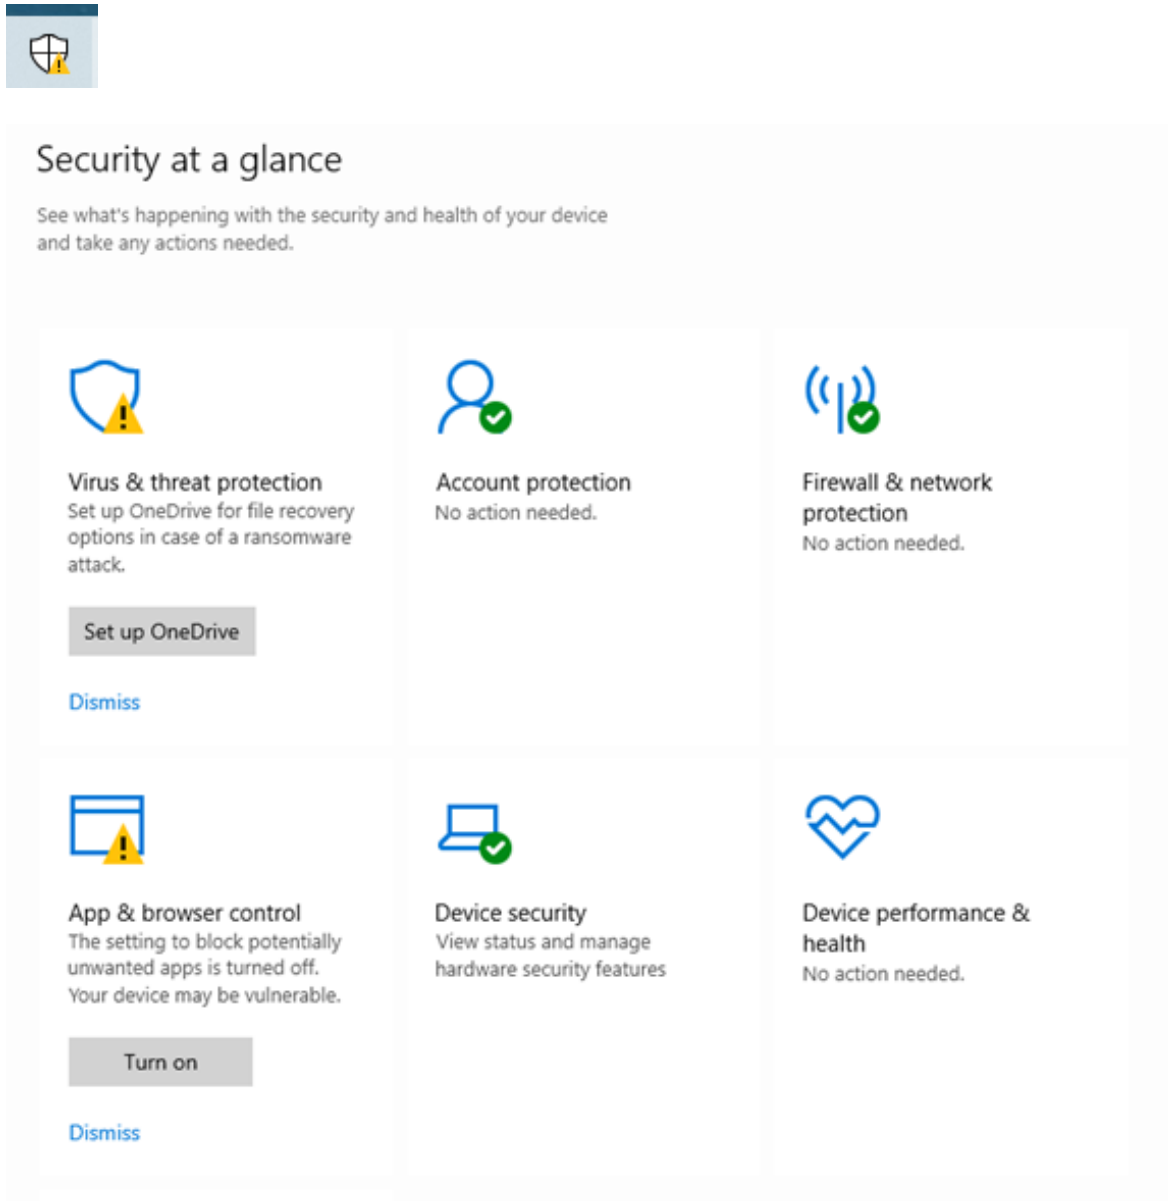 Security at a glance
See what's happening with the security and health of your device
and take any actions needed.
Virus & threat protection
Set up OneDrive for file recovery
options in case of a ransomware
attack.
Set up OneDrive
Dismiss
Account protection
No action needed.
Firewall & network
protection
No action needed.
App & browser control
The setting to block potentially
unwanted apps is turned off.
Your device may be vulnerable.
Turn on
Dismiss
Device security
View status and manage
hardware security features
Device performance &
health
No action needed.